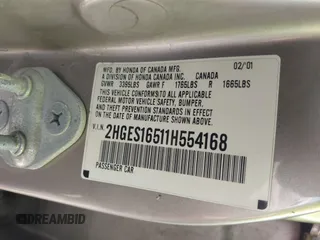 MFD. BY HONDA OF CANADA MFG. 02/01
A DIVISION OF HONDA CANADA INC. CANADA
GVWR 3395LBS GAWR F 1765LBS R 1665LBS
THIS VEHICLE CONFORMS TO ALL APPLICABLE
FEDERAL MOTOR VEHICLE SAFETY, BUMPER, AND
THEFT PREVENTION STANDARDS IN EFFECT ON THE
DATE OF MANUFACTURE SHOWN ABOVE.
V.I.N. 2HGES16511H554168
PASSENGER CAR
DREAMBID